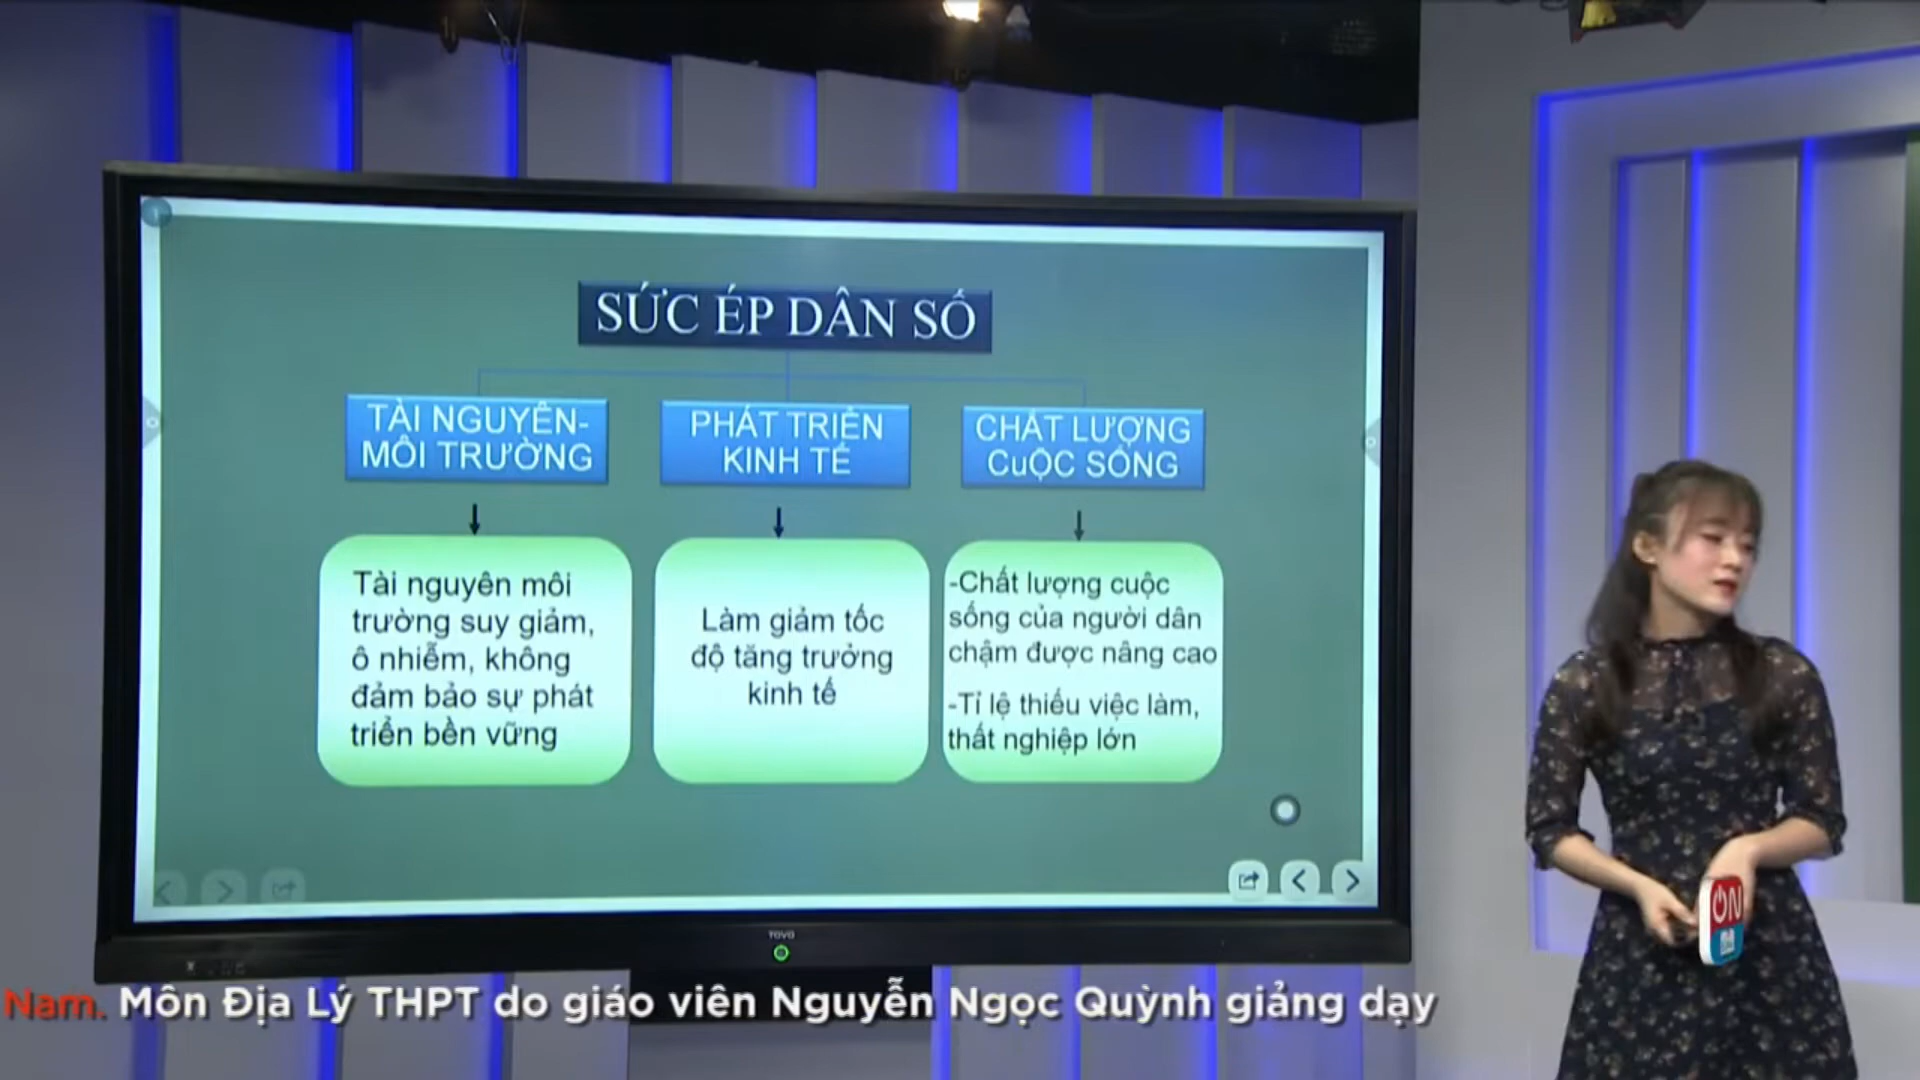 SỨC ÉP DÂN SỐ
TÀI NGUYÊN-
MÔI TRƯỜNG
PHÁT TRIỂN
KINH TẾ
CHẤT LƯỢNG
CuỘC SỐNG
Tài nguyên môi
trường suy giảm,
ô nhiễm, không
đảm bảo sự phát
triển bền vững
Làm giảm tốc
độ tăng trưởng
kinh tế
-Chất lượng cuộc
sống của người dân
chậm được nâng cao
-Tỉ lệ thiếu việc làm,
thất nghiệp lớn
TOVO
ON
Nam. Môn Địa Lý THPT do giáo viên Nguyễn Ngọc Quỳnh giảng dạy